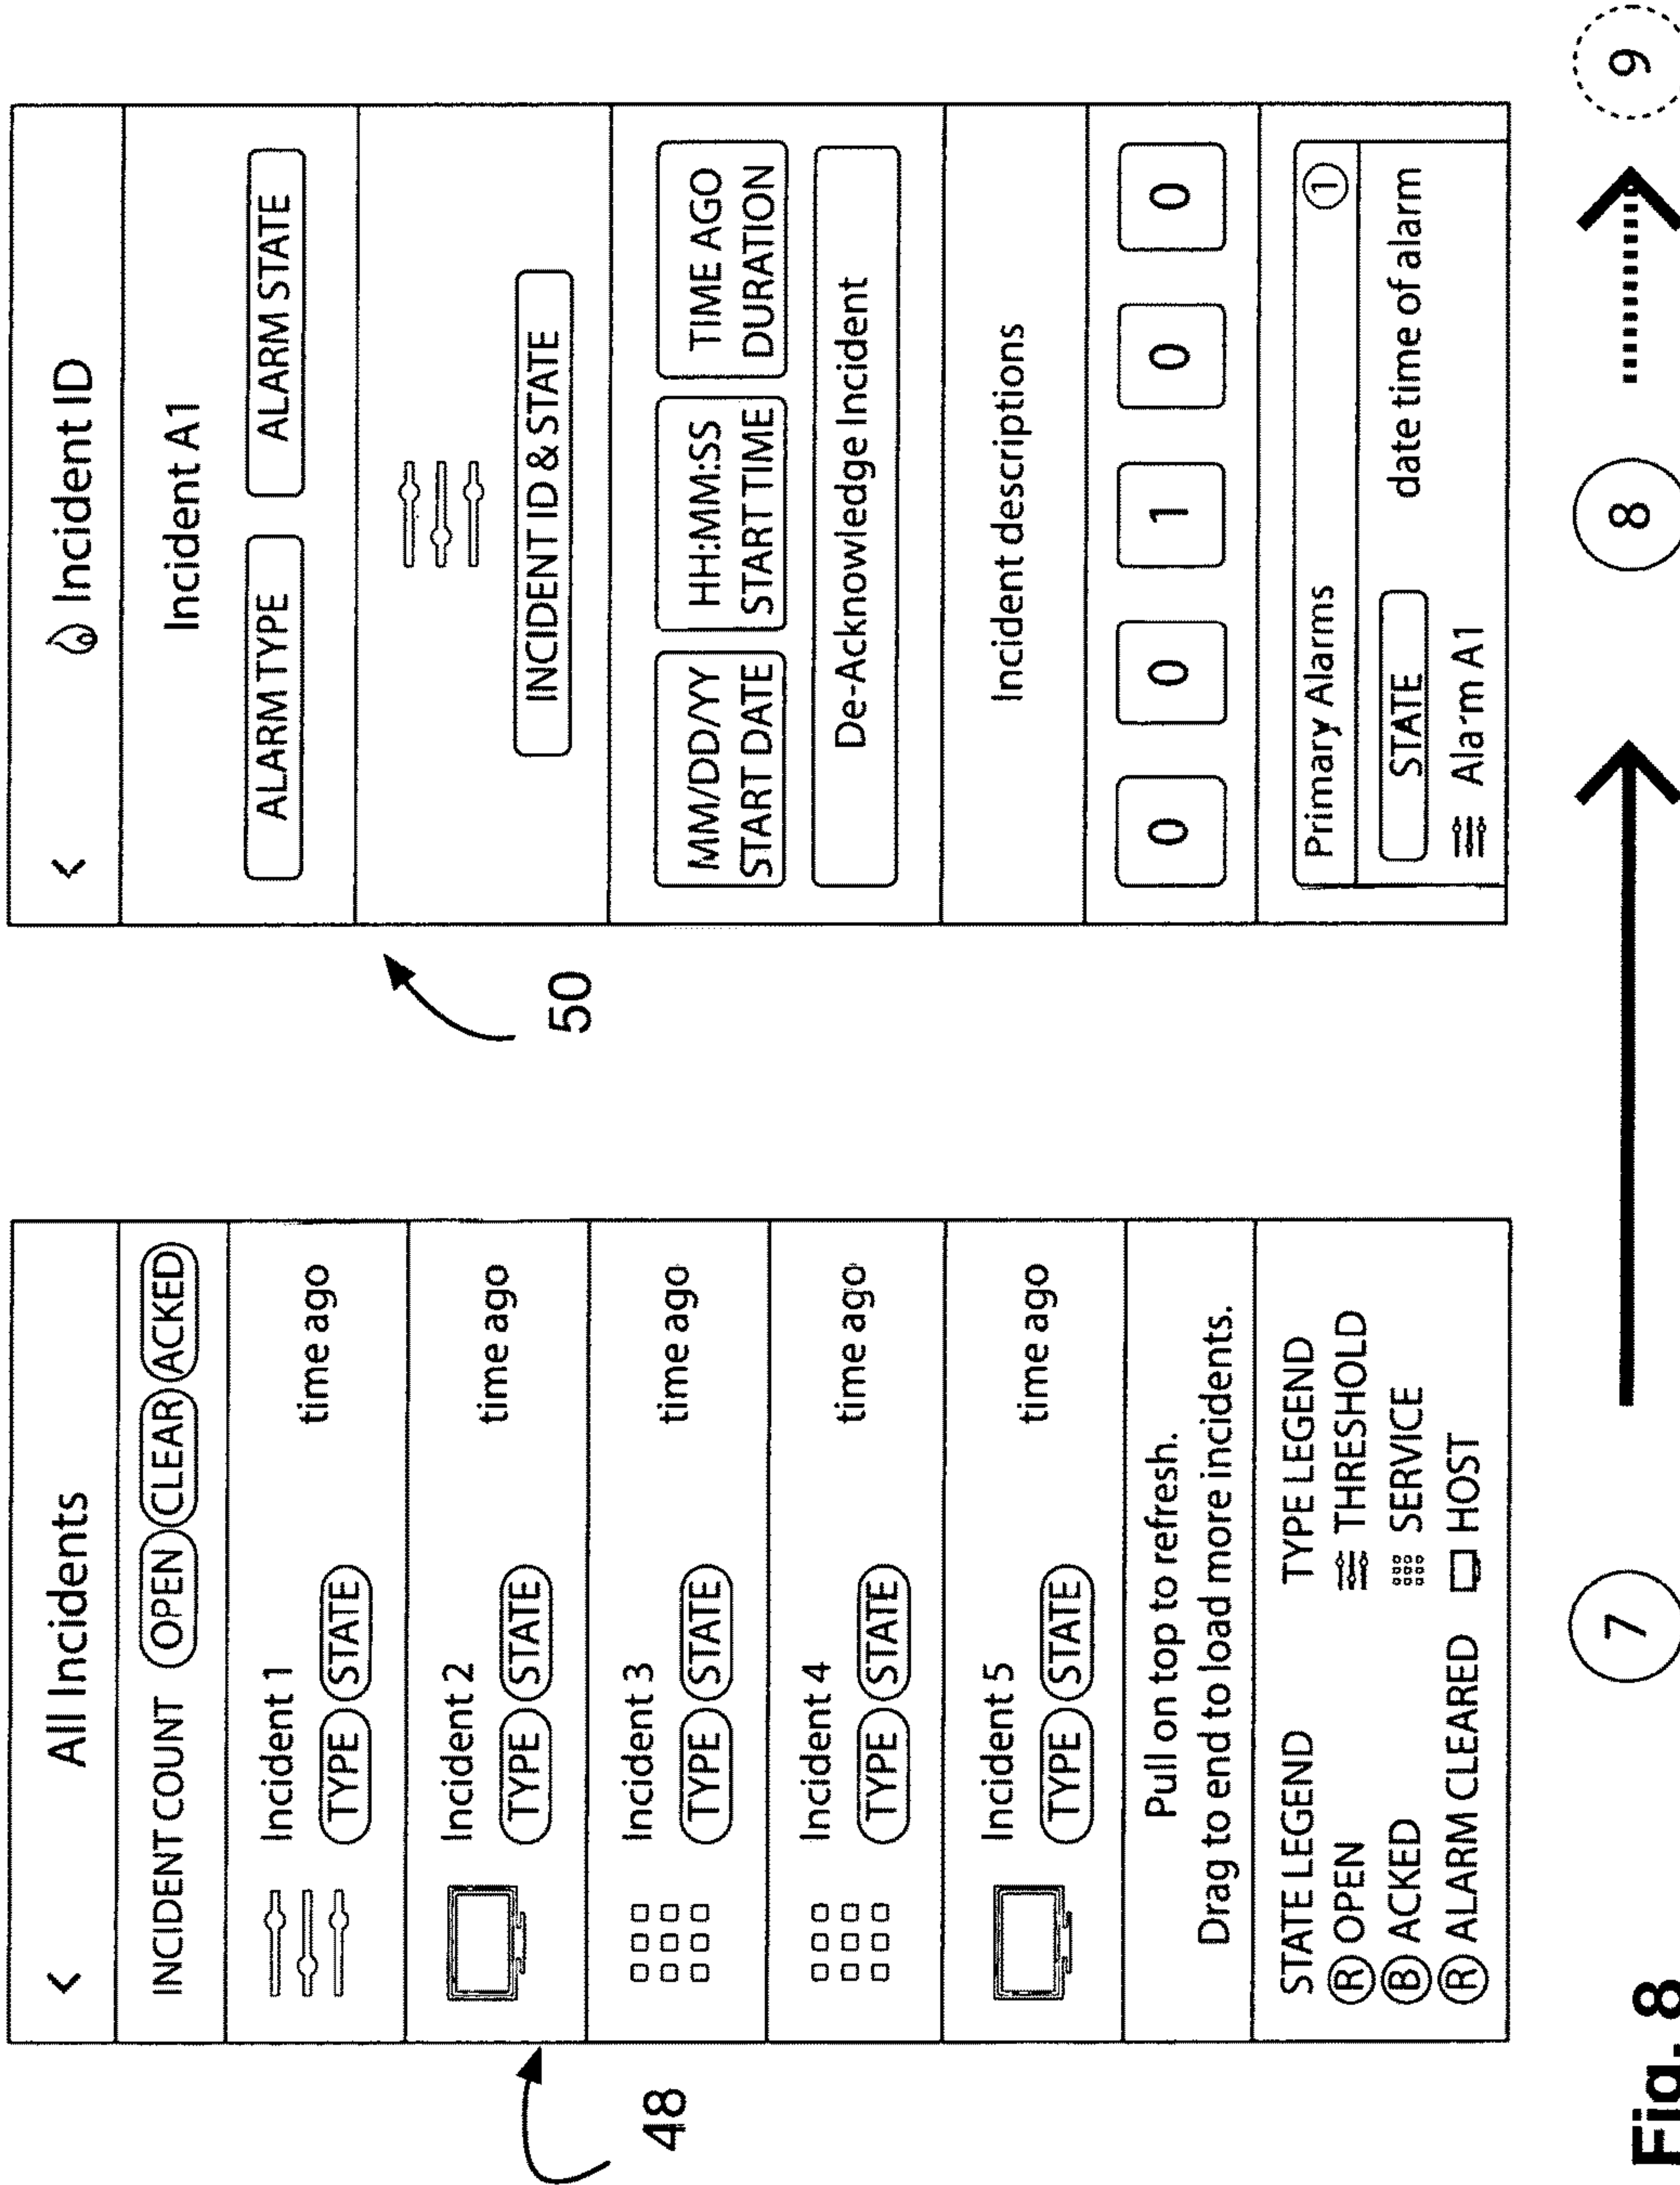 <
All Incidents
INCIDENT COUNT OPEN CLEAR ACKED
Incident 1
time ago
TYPE STATE
Incident 2
time ago
TYPE STATE
Incident 3
time ago
TYPE STATE
Incident 4
time ago
TYPE STATE
Incident 5
time ago
TYPE STATE
Pull on top to refresh.
Drag to end to load more incidents.
STATE LEGEND
R OPEN
B ACKED
R ALARM CLEARED
TYPE LEGEND
THRESHOLD
SERVICE
HOST
48
<
Incident ID
Incident A1
ALARM TYPE ALARM STATE
INCIDENT ID & STATE
MM/DD/YY
START DATE
HH:MM:SS
START TIME
TIME AGO
DURATION
De-Acknowledge Incident
Incident descriptions
0 0 1 0 0
Primary Alarms 1
STATE date time of alarm
Alarm A1
50
7 8 9
Fig. 8